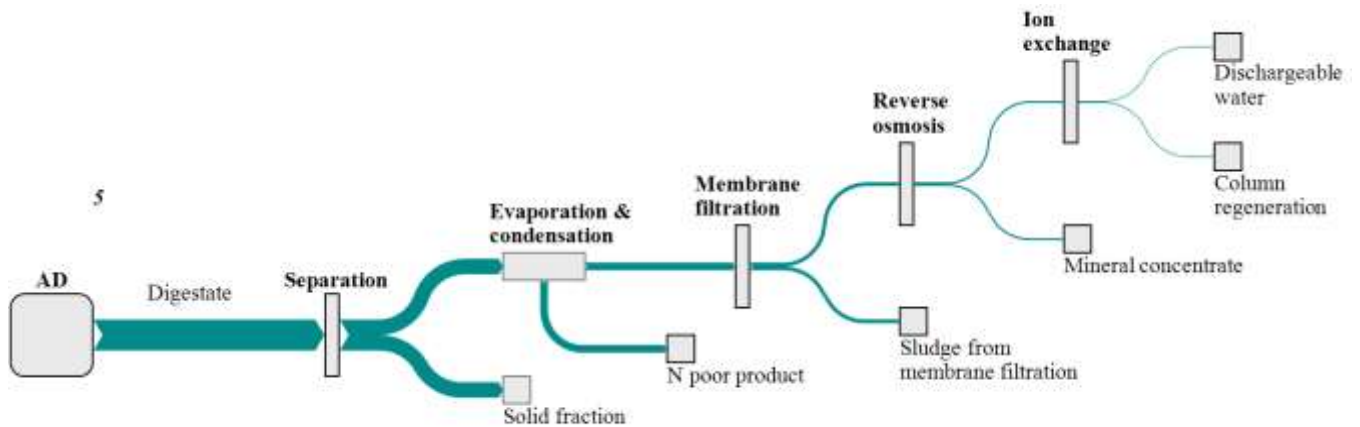 Ion
exchange
Dischargeable
water
Reverse
osmosis
Column
regeneration
5
Membrane
filtration
Evaporation &
condensation
Mineral concentrate
AD
Digestate
Separation
Sludge from
membrane filtration
N poor product
Solid fraction